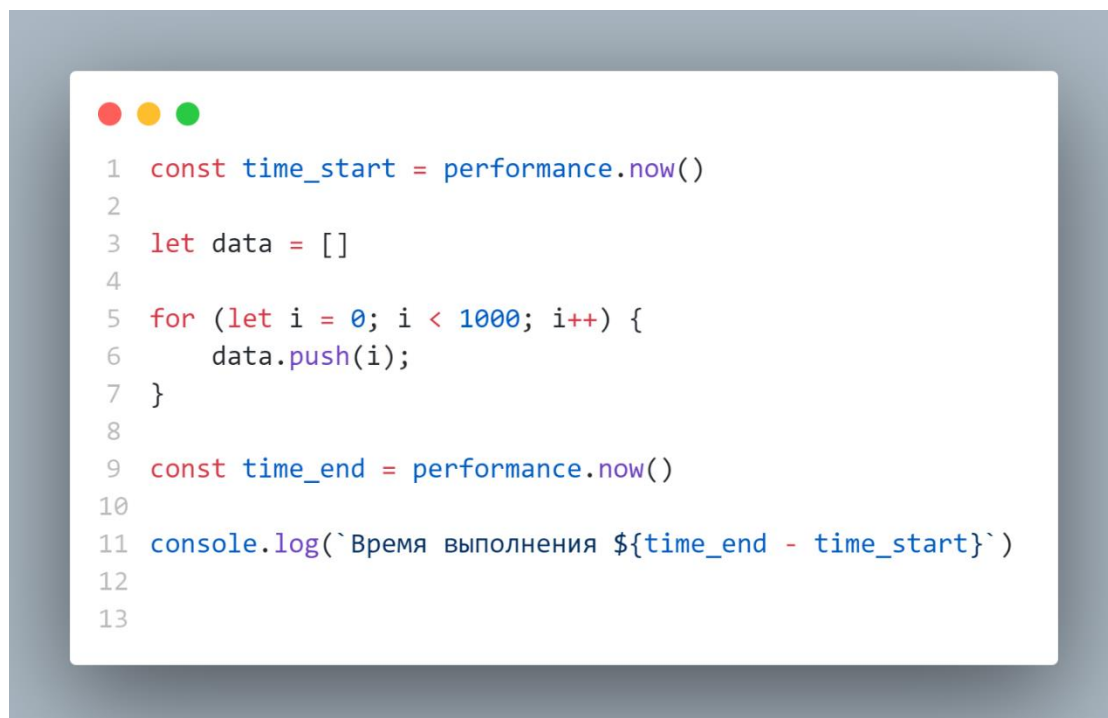 1 const time_start = performance.now()
2
3 let data = []
4
5 for (let i = 0; i < 1000; i++) {
6     data.push(i);
7 }
8
9 const time_end = performance.now()
10
11 console.log(`Время выполнения ${time_end - time_start}`)
12
13